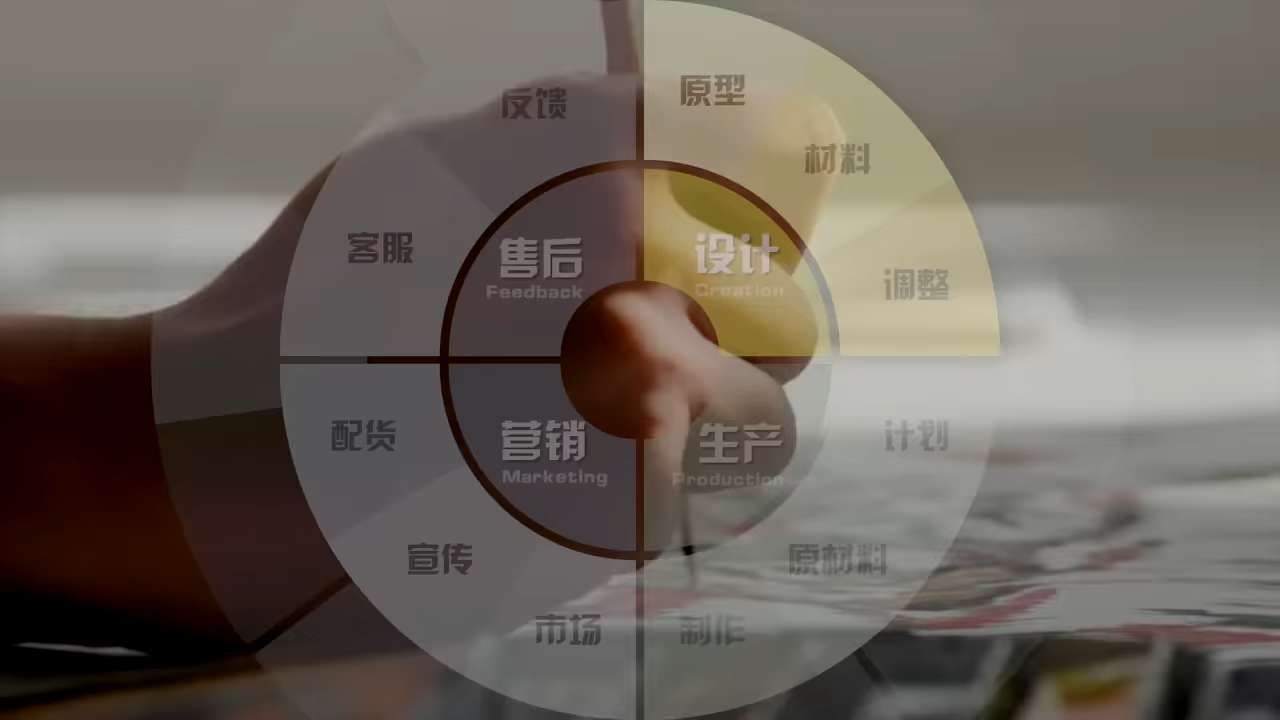 反馈
原型
材料
客服
售后
Feedback
设计
Creation
调整
配货
营销
Marketing
生产
Production
计划
宣传
原材料
市场
制作